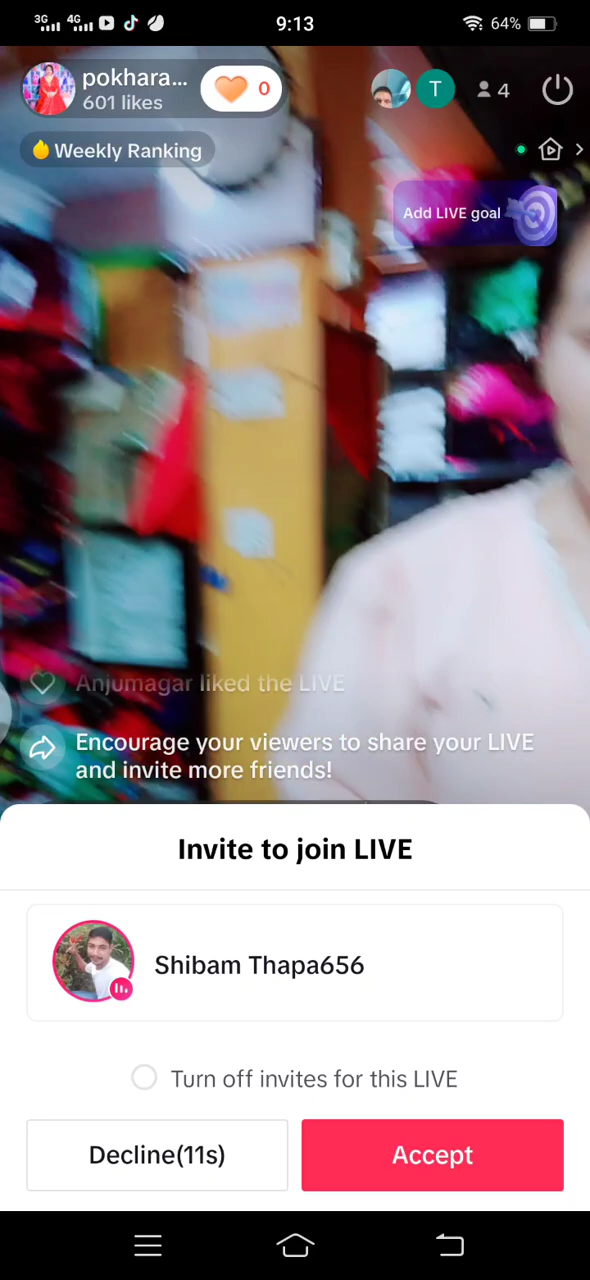 3G 4G 9:13 64%
pokhara... 0 T 4
601 likes
Weekly Ranking
Add LIVE goal
Anjumagar liked the LIVE
Encourage your viewers to share your LIVE
and invite more friends!
Invite to join LIVE
Shibam Thapa656
Turn off invites for this LIVE
Decline(11s) Accept